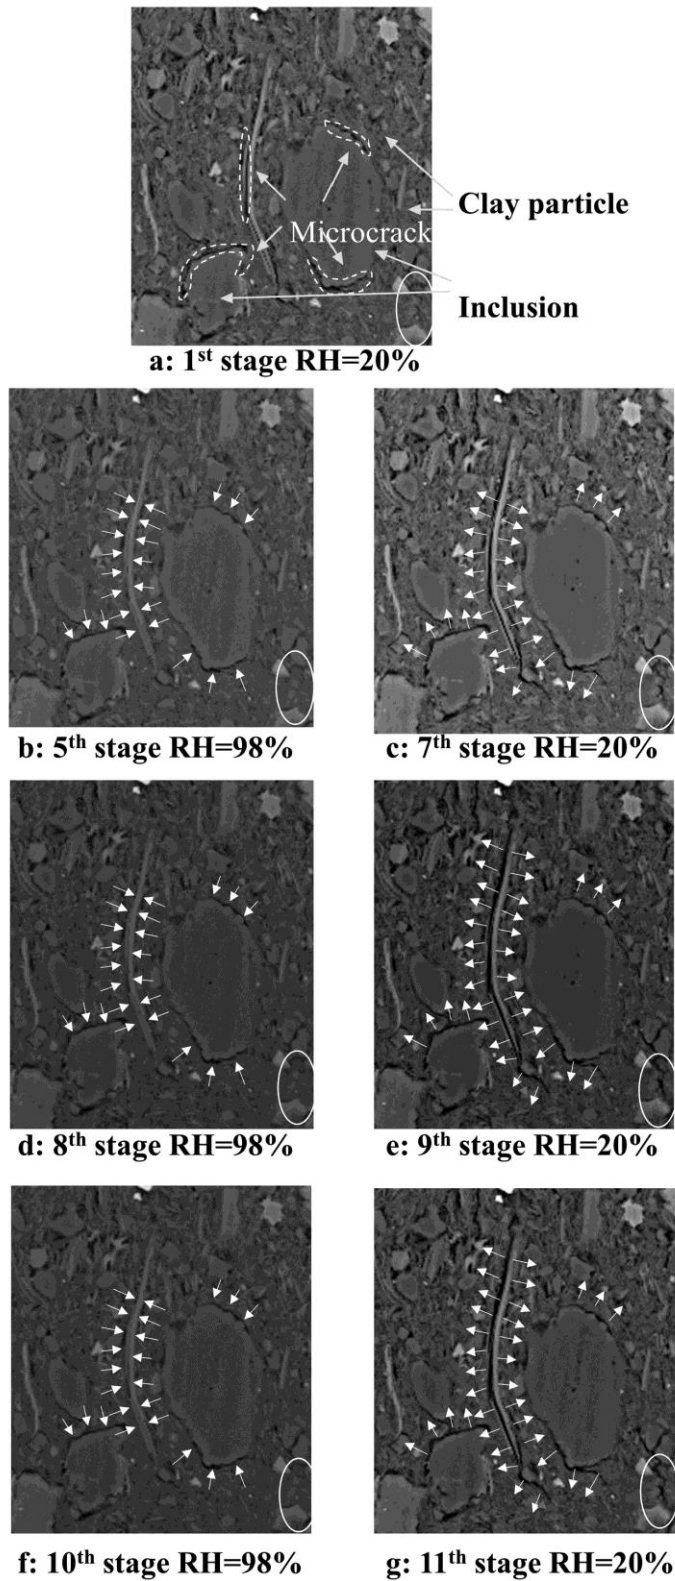 Clay particle
Microcrack
Inclusion
a: 1st stage RH=20%
b: 5th stage RH=98%
c: 7th stage RH=20%
d: 8th stage RH=98%
e: 9th stage RH=20%
f: 10th stage RH=98%
g: 11th stage RH=20%